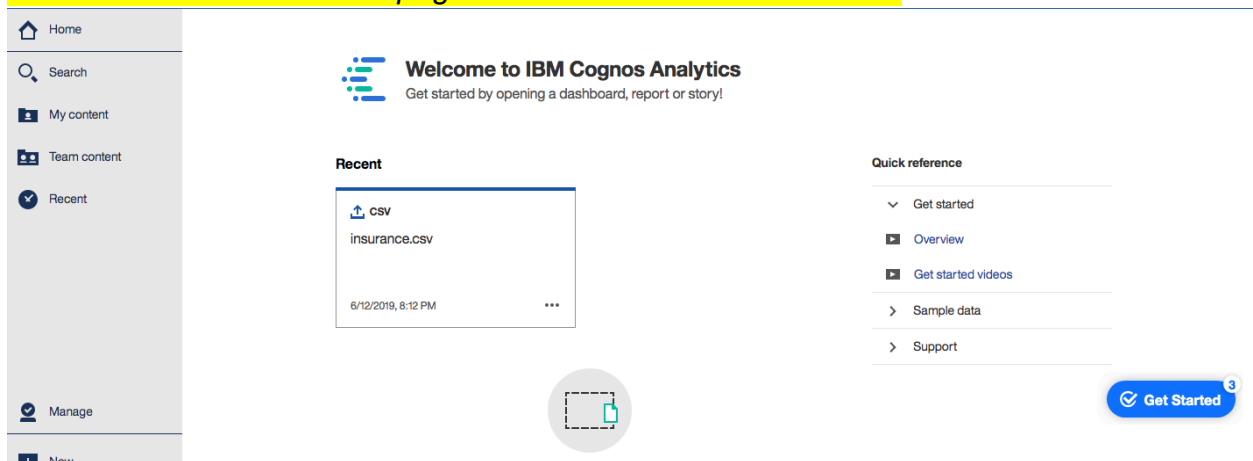 Home
Search
My content
Team content
Recent
Manage
New
Welcome to IBM Cognos Analytics
Get started by opening a dashboard, report or story!
Recent
CSV
insurance.csv
6/12/2019, 8:12 PM
Quick reference
Get started
Overview
Get started videos
Sample data
Support
3
Get Started